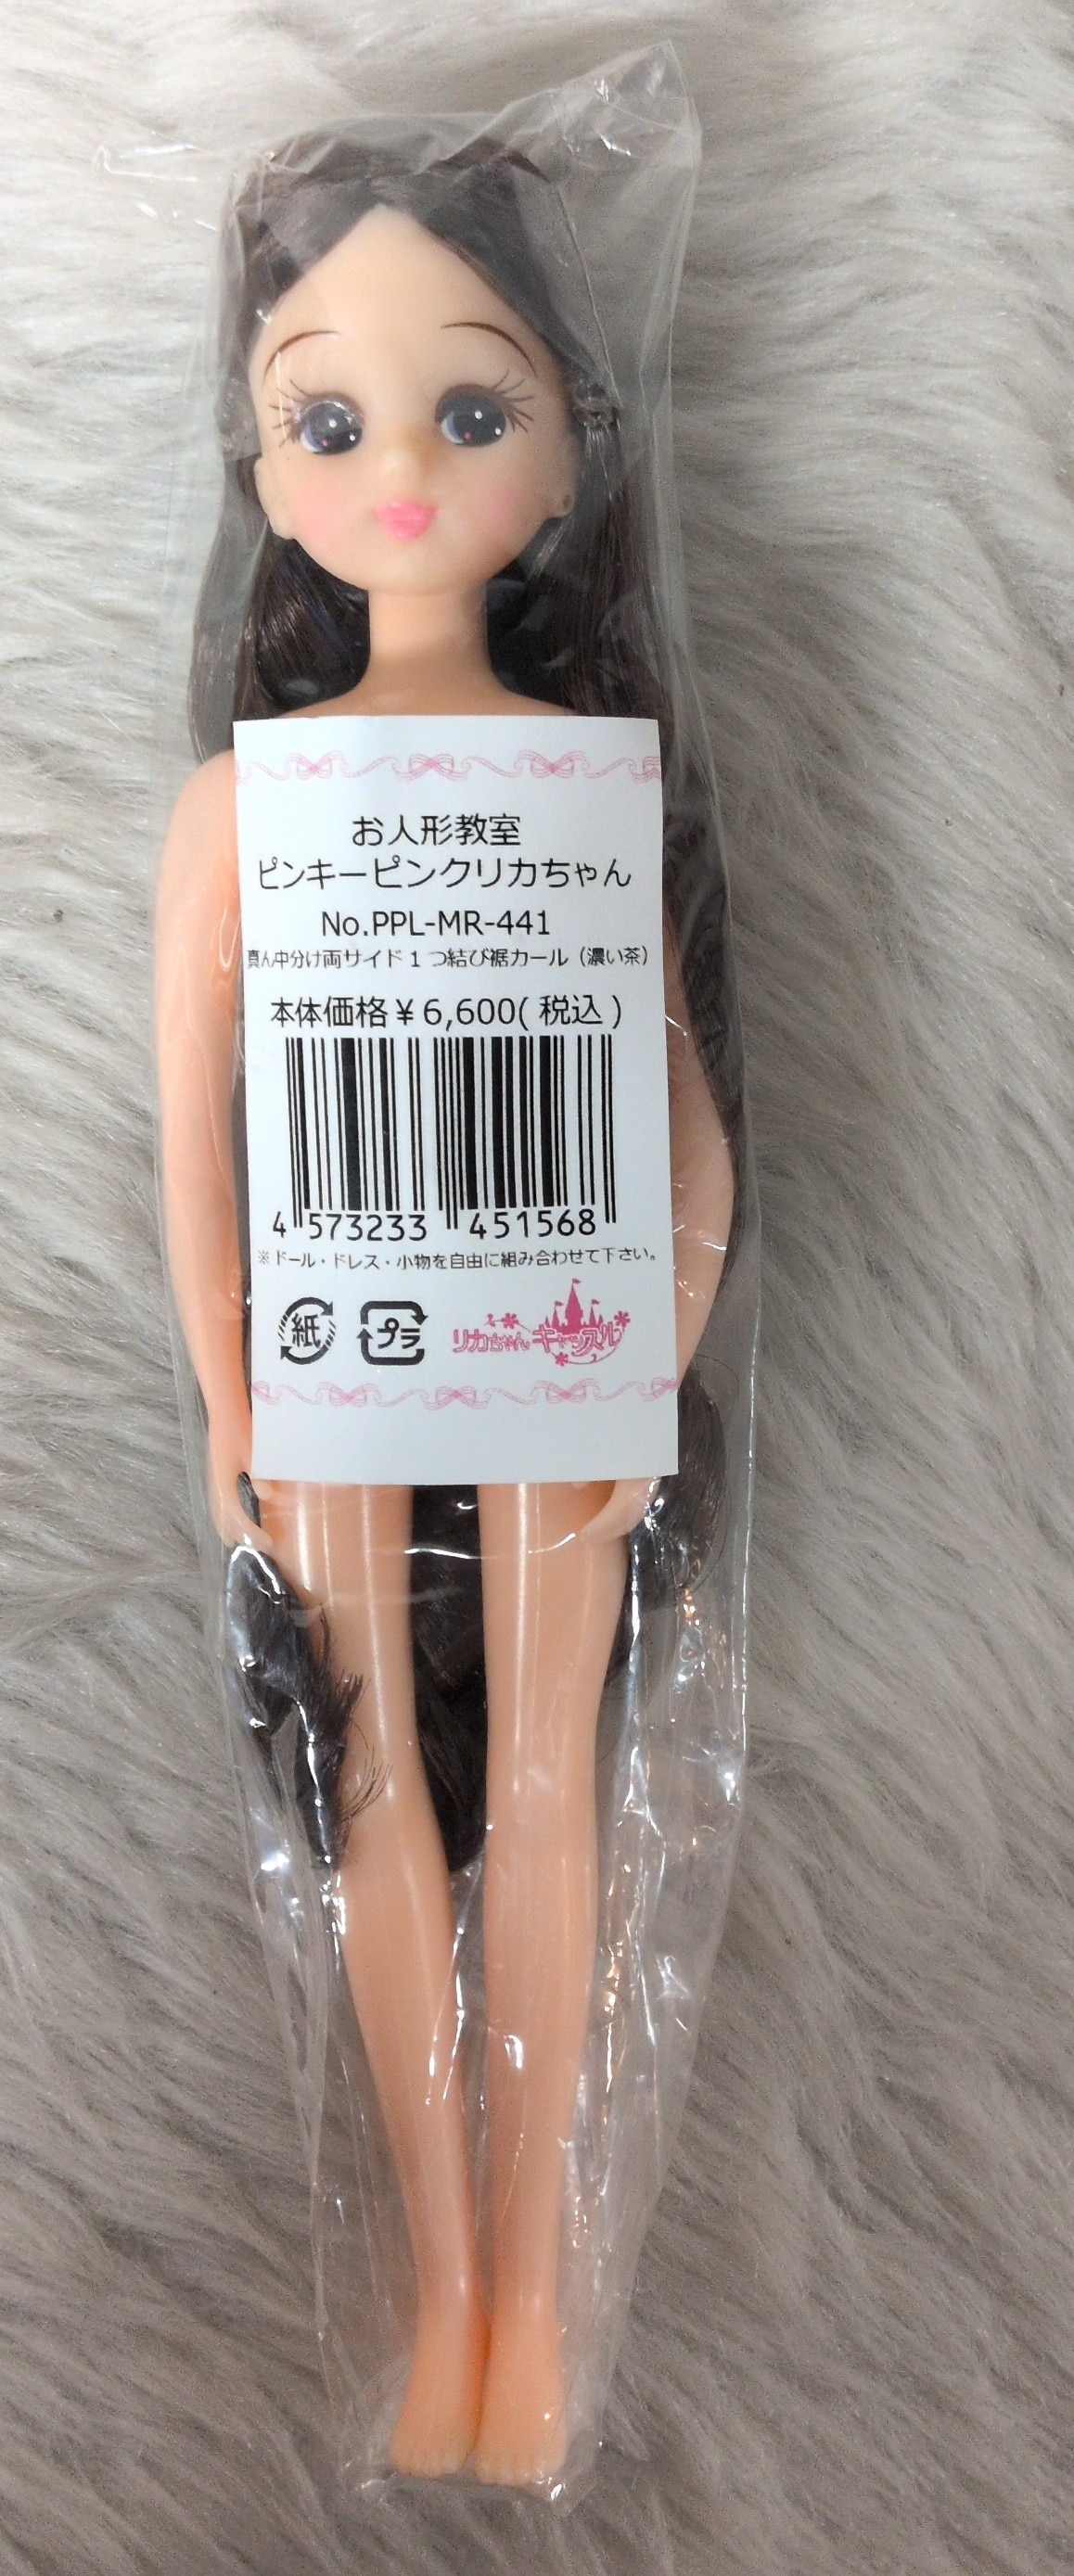 お人形教室
ピンキーピンクリカちゃん
No.PPL-MR-441
真ん中分け両サイド1つ結び裾カール（濃い茶）
本体価格￥6,600(税込)
4 573233 451568
※ドール・ドレス・小物を自由に組み合わせて下さい。
紙 プラ リカちゃんキャッスル